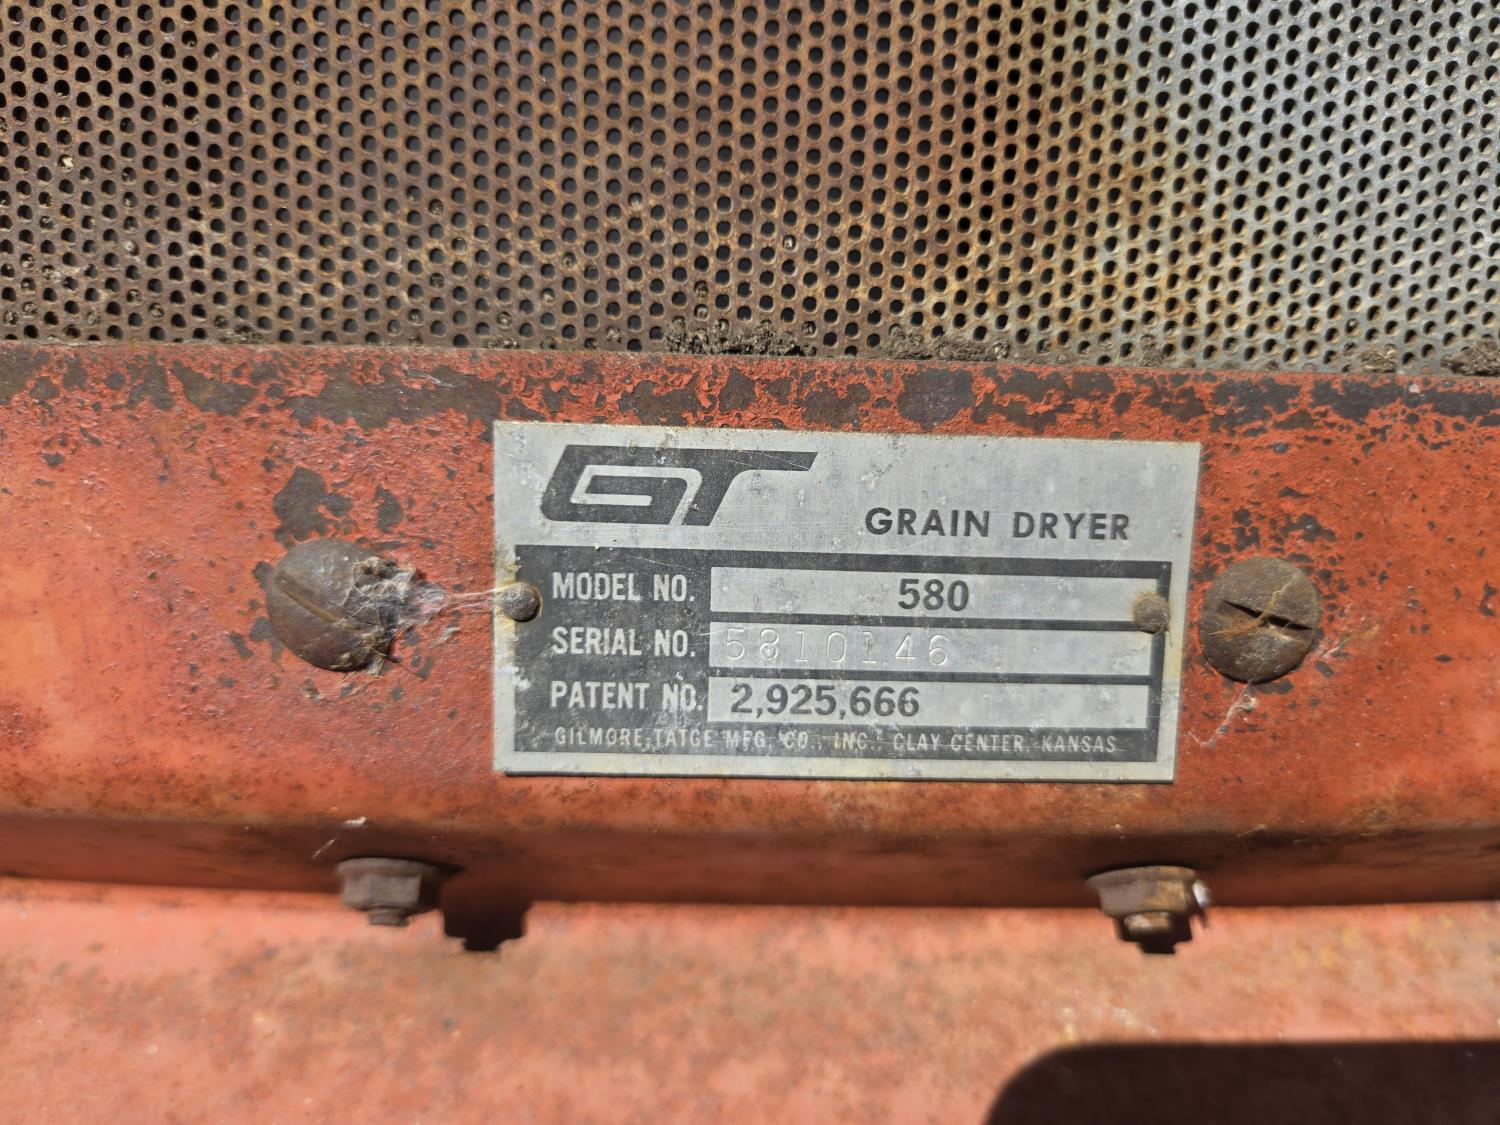 GT
GRAIN DRYER
MODEL NO. 580
SERIAL NO. 5810146
PATENT NO. 2,925,666
GILMORE-TATGE MFG. CO., INC., CLAY CENTER, KANSAS